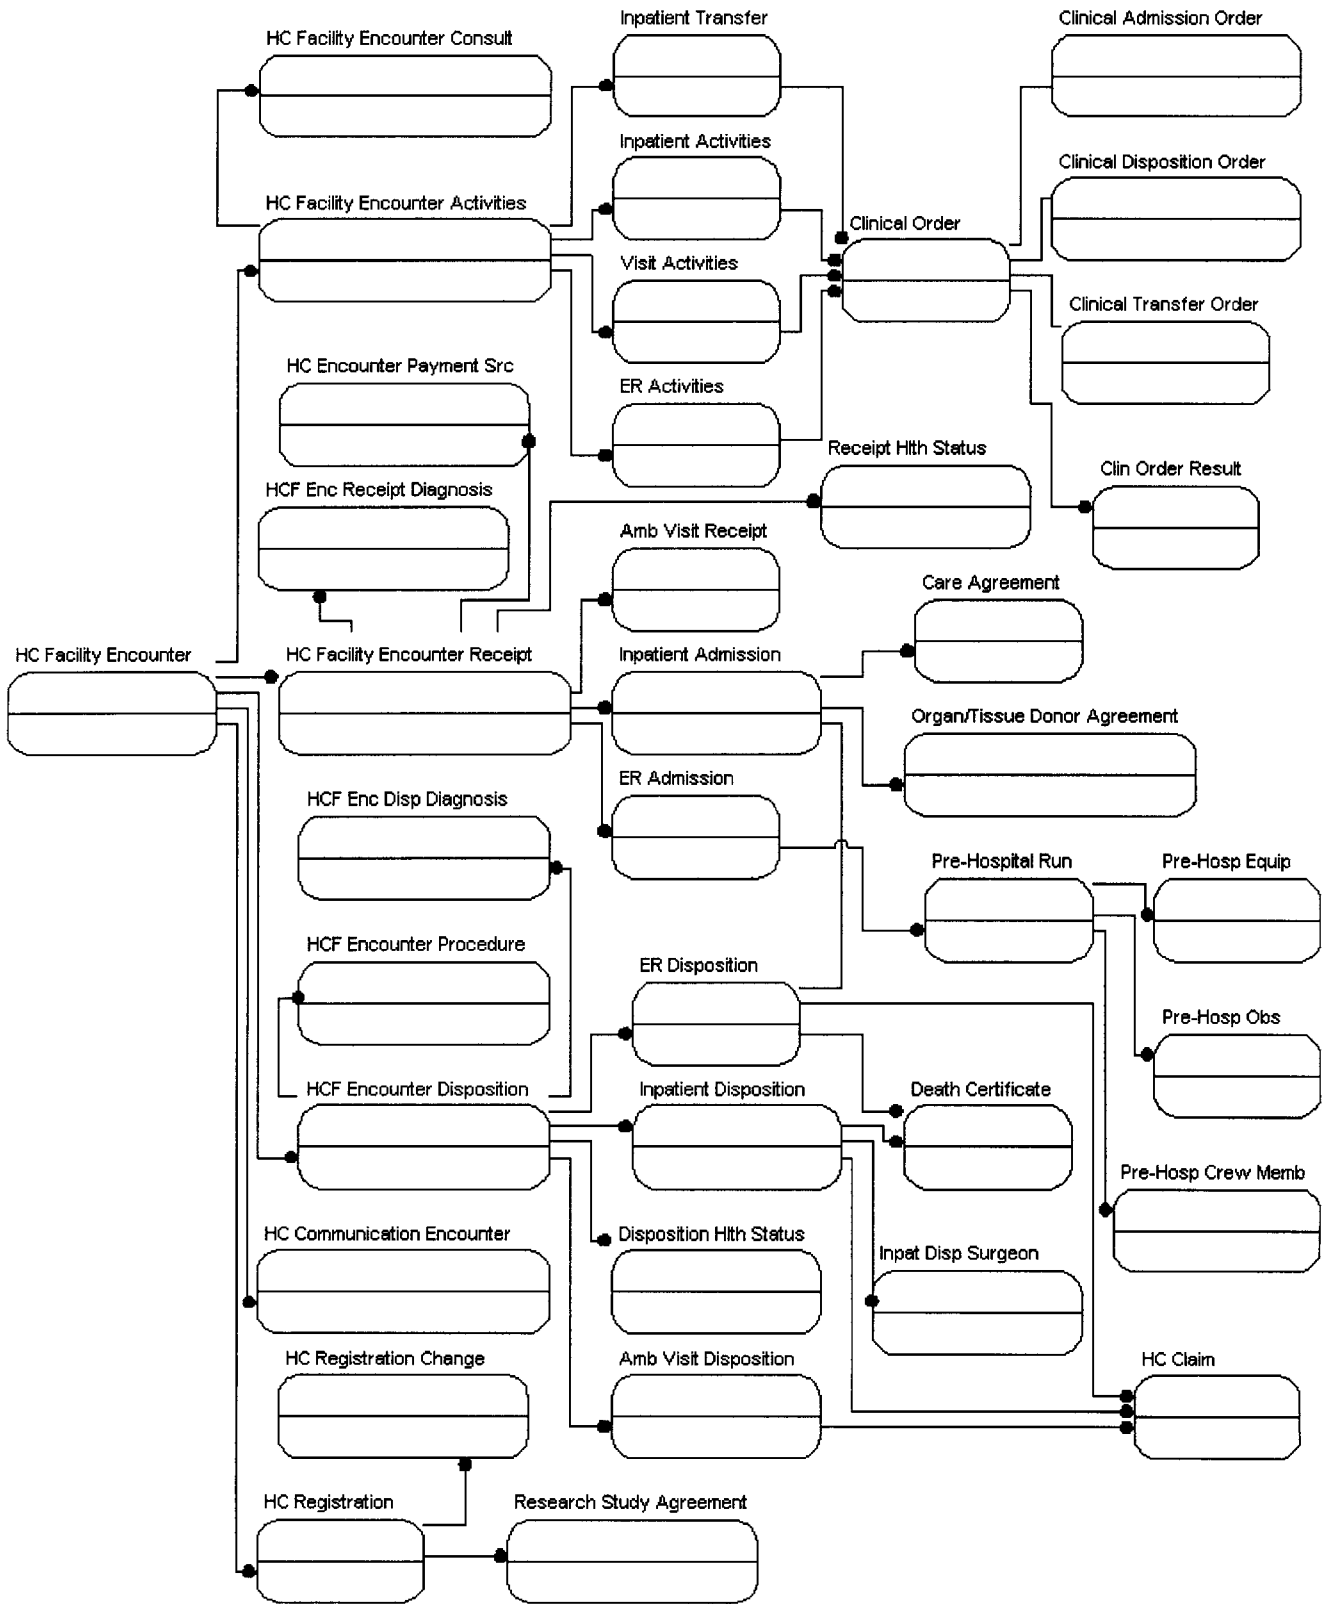 Inpatient Transfer
Clinical Admission Order
HC Facility Encounter Consult
Inpatient Activities
Clinical Disposition Order
HC Facility Encounter Activities
Clinical Order
Visit Activities
Clinical Transfer Order
HC Encounter Payment Src
ER Activities
Receipt Hlth Status
Clin Order Result
HCF Enc Receipt Diagnosis
Amb Visit Receipt
Care Agreement
HC Facility Encounter
HC Facility Encounter Receipt
Inpatient Admission
Organ/Tissue Donor Agreement
ER Admission
HCF Enc Disp Diagnosis
Pre-Hospital Run
Pre-Hosp Equip
HCF Encounter Procedure
ER Disposition
Pre-Hosp Obs
HCF Encounter Disposition
Inpatient Disposition
Death Certificate
Pre-Hosp Crew Memb
HC Communication Encounter
Disposition Hlth Status
Inpat Disp Surgeon
HC Registration Change
Amb Visit Disposition
HC Claim
HC Registration
Research Study Agreement